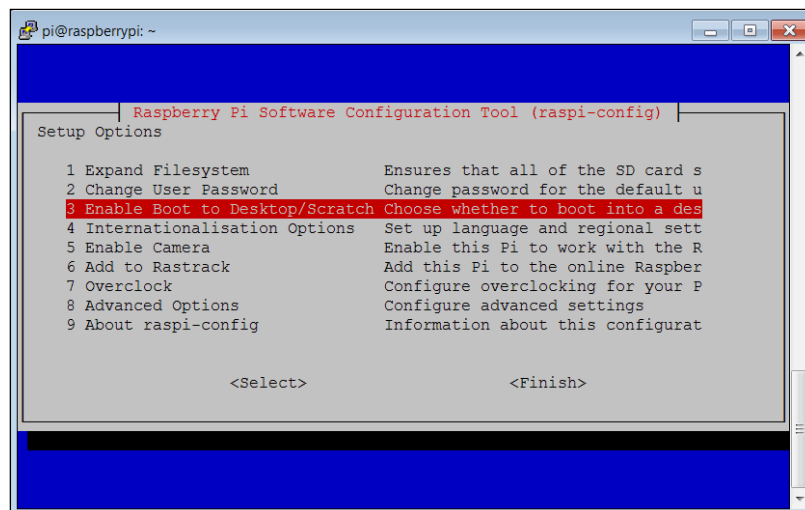 pi@raspberrypi: ~
Raspberry Pi Software Configuration Tool (raspi-config)
Setup Options
1 Expand Filesystem Ensures that all of the SD card s
2 Change User Password Change password for the default u
3 Enable Boot to Desktop/Scratch Choose whether to boot into a des
4 Internationalisation Options Set up language and regional sett
5 Enable Camera Enable this Pi to work with the R
6 Add to Rastrack Add this Pi to the online Raspber
7 Overclock Configure overclocking for your P
8 Advanced Options Configure advanced settings
9 About raspi-config Information about this configurat
<Select> <Finish>